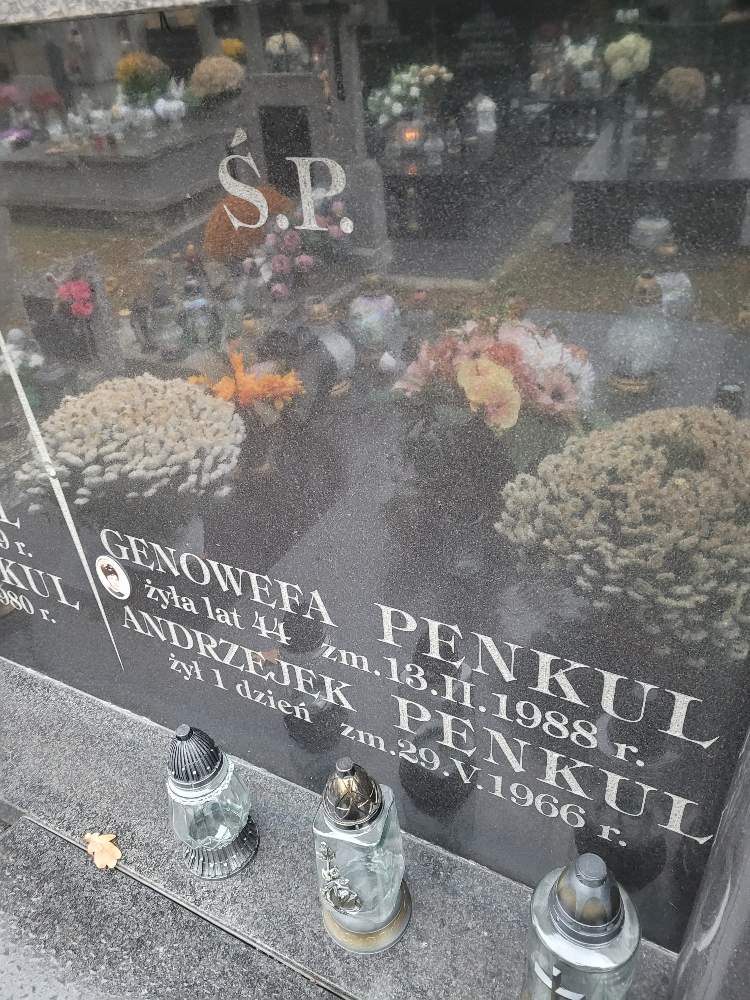 Ś.P.
GENOWEFA PENKUL
żyła lat 44 zm.13.II.1988 r.
ANDRZEJEK PENKUL
żył 1 dzień zm.29.V.1966 r.